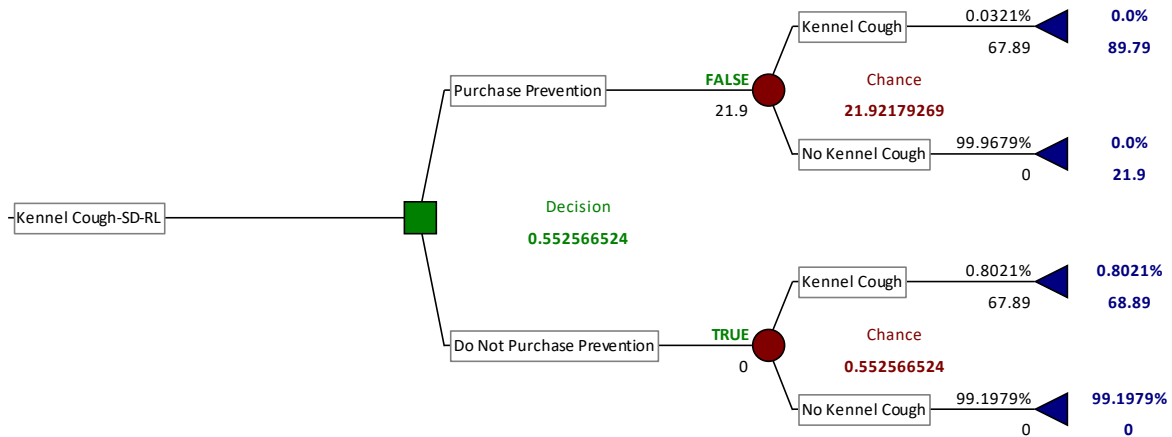 Kennel Cough
0.0321%
0.0%
67.89
89.79
FALSE
Chance
Purchase Prevention
21.9
21.92179269
No Kennel Cough
99.9679%
0.0%
0
21.9
Kennel Cough-SD-RL
Decision
0.552566524
Kennel Cough
0.8021%
0.8021%
67.89
68.89
TRUE
Chance
Do Not Purchase Prevention
0
0.552566524
No Kennel Cough
99.1979%
99.1979%
0
0